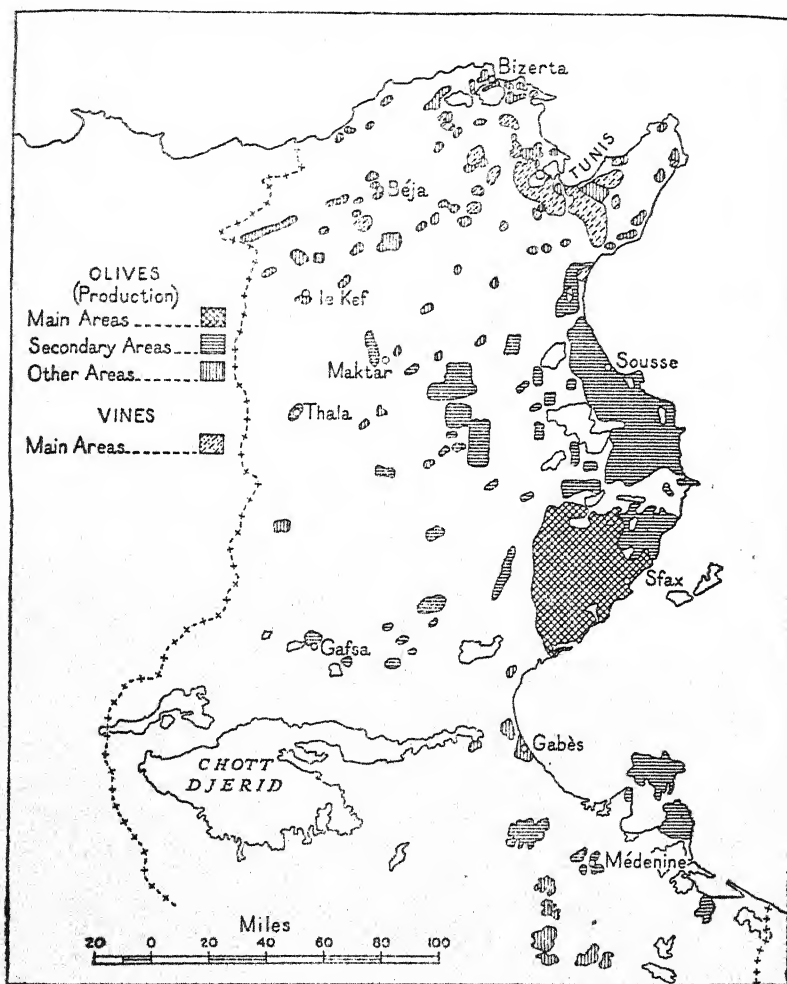 Bizerta
TUNIS
Béja
OLIVES
(Production)
Main Areas
Secondary Areas
Other Areas
le Kef
Maktar
Sousse
VINES
Thala
Main Areas
Sfax
Gafsa
Gabès
CHOTT
DJERID
Médenine
Miles
20 0 20 40 60 80 100